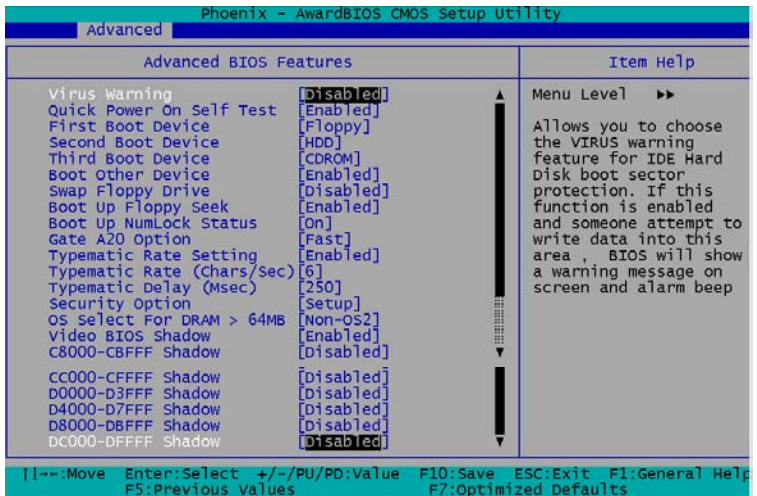 Phoenix - AwardBIOS CMOS Setup Utility
Advanced
Advanced BIOS Features
Item Help
Virus Warning [Disabled]
Quick Power On Self Test [Enabled]
First Boot Device [Floppy]
Second Boot Device [HDD]
Third Boot Device [CDROM]
Boot Other Device [Enabled]
Swap Floppy Drive [Disabled]
Boot Up Floppy Seek [Enabled]
Boot Up NumLock Status [On]
Gate A20 Option [Fast]
Typematic Rate Setting [Enabled]
Typematic Rate (Chars/Sec)[6]
Typematic Delay (Msec) [250]
Security Option [Setup]
OS Select For DRAM > 64MB [Non-OS2]
Video BIOS Shadow [Enabled]
C8000-CBFFF Shadow [Disabled]
CC000-CFFFF Shadow [Disabled]
D0000-D3FFF Shadow [Disabled]
D4000-D7FFF Shadow [Disabled]
D8000-DBFFF Shadow [Disabled]
DC000-DFFFF Shadow [Disabled]
Menu Level ▶▶
Allows you to choose
the VIRUS warning
feature for IDE Hard
Disk boot sector
protection. If this
function is enabled
and someone attempt to
write data into this
area , BIOS will show
a warning message on
screen and alarm beep
:Move Enter:Select +/-/PU/PD:Value F10:Save ESC:Exit F1:General Help
F5:Previous Values F7:Optimized Defaults